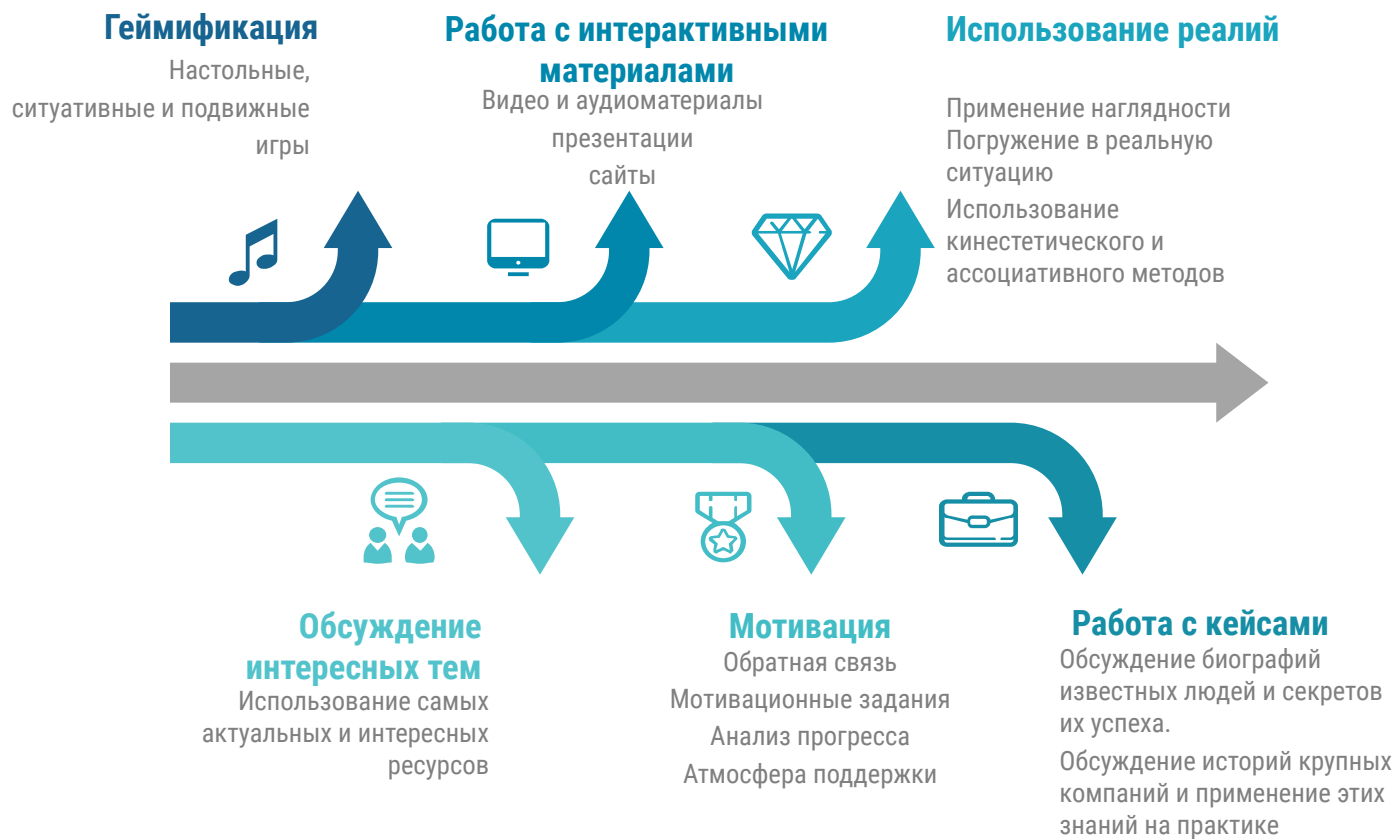 Геймификация
Настольные,
ситуативные и подвижные
игры
Работа с интерактивными
материалами
Видео и аудиоматериалы
презентации
сайты
Использование реалий
Применение наглядности
Погружение в реальную
ситуацию
Использование
кинестетического и
ассоциативного методов
Обсуждение
интересных тем
Использование самых
актуальных и интересных
ресурсов
Мотивация
Обратная связь
Мотивационные задания
Анализ прогресса
Атмосфера поддержки
Работа с кейсами
Обсуждение биографий
известных людей и секретов
их успеха.
Обсуждение историй крупных
компаний и применение этих
знаний на практике